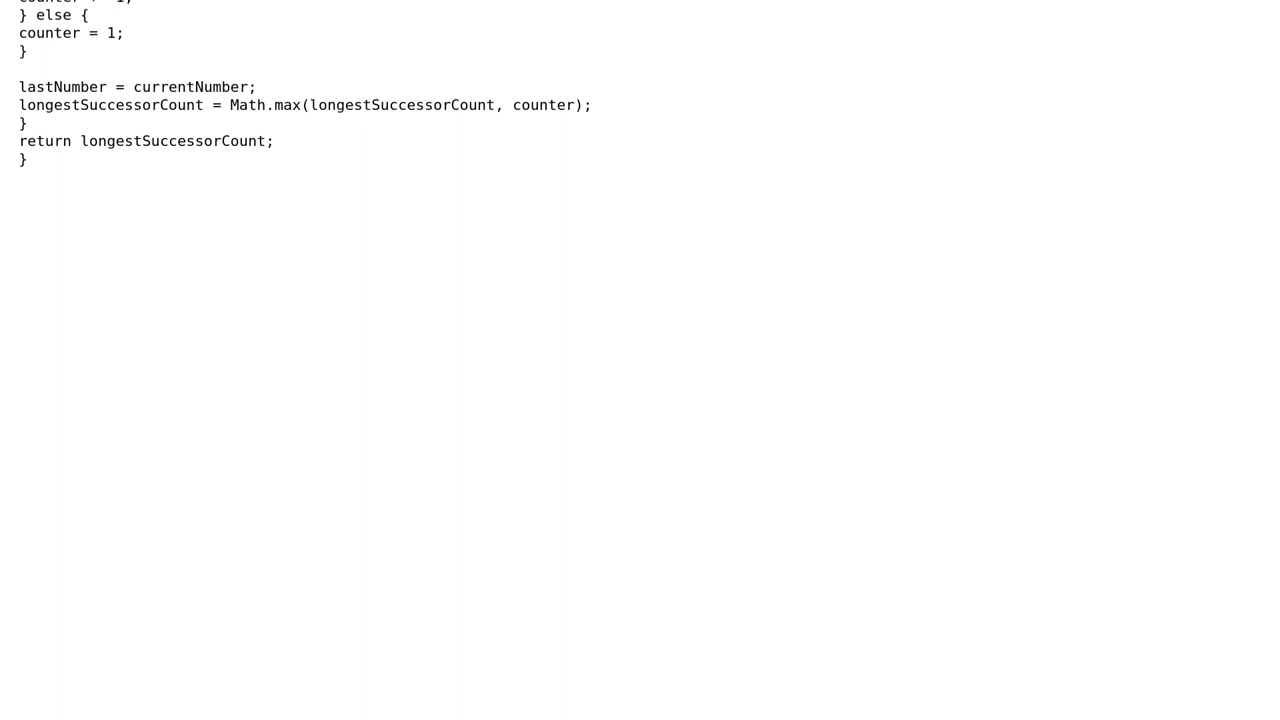 } else {
counter = 1;
}
lastNumber = currentNumber;
longestSuccessorCount = Math.max(longestSuccessorCount, counter);
}
return longestSuccessorCount;
}